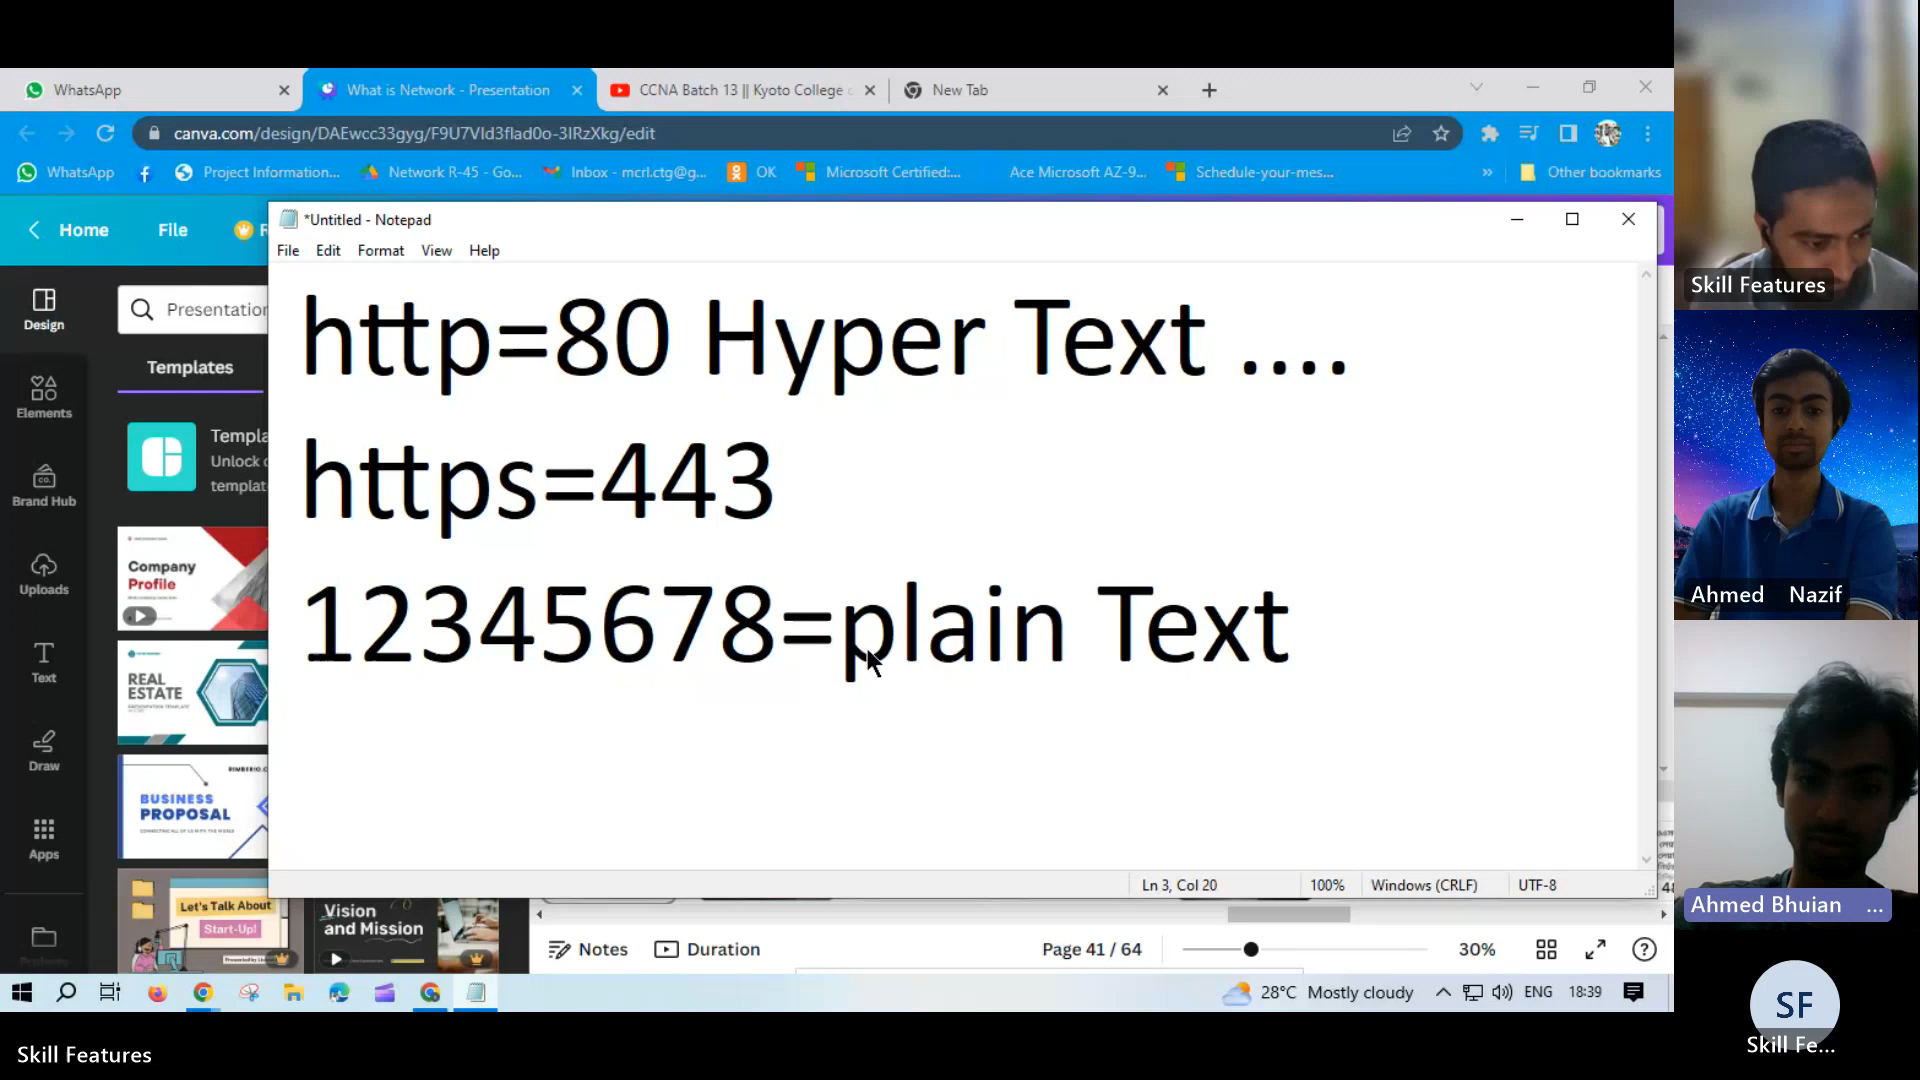 WhatsApp
What is Network - Presentation
CCNA Batch 13 || Kyoto College
New Tab
canva.com/design/DAEwcc33gyg/F9U7VId3flad0o-3IRzXkg/edit
WhatsApp
Project Information...
Network R-45 - Go...
Inbox - mcrl.ctg@g...
OK
Microsoft Certified:...
Ace Microsoft AZ-9...
Schedule-your-mes...
»
Other bookmarks
Home
File
*Untitled - Notepad
File Edit Format View Help
http=80 Hyper Text ....
https=443
12345678=plain Text
Ln 3, Col 20
100%
Windows (CRLF)
UTF-8
Design
Elements
Brand Hub
Uploads
Text
Draw
Apps
Presentation
Templates
Templa
Unlock
templat
Company
Profile
REAL
ESTATE
BUSINESS
PROPOSAL
Let's Talk About
Start-Up!
Vision
and Mission
Notes
Duration
Page 41 / 64
30%
28°C Mostly cloudy
ENG
18:39
Skill Features
Ahmed Nazif
Ahmed Bhuian ...
SF
Skill Fe...
Skill Features